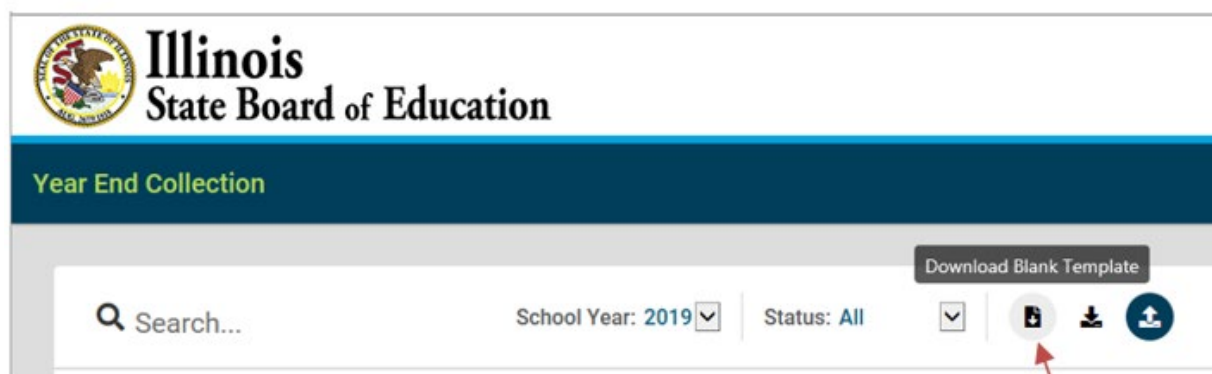 Illinois
State Board of Education
Year End Collection
Download Blank Template
Search... School Year: 2019 Status: All